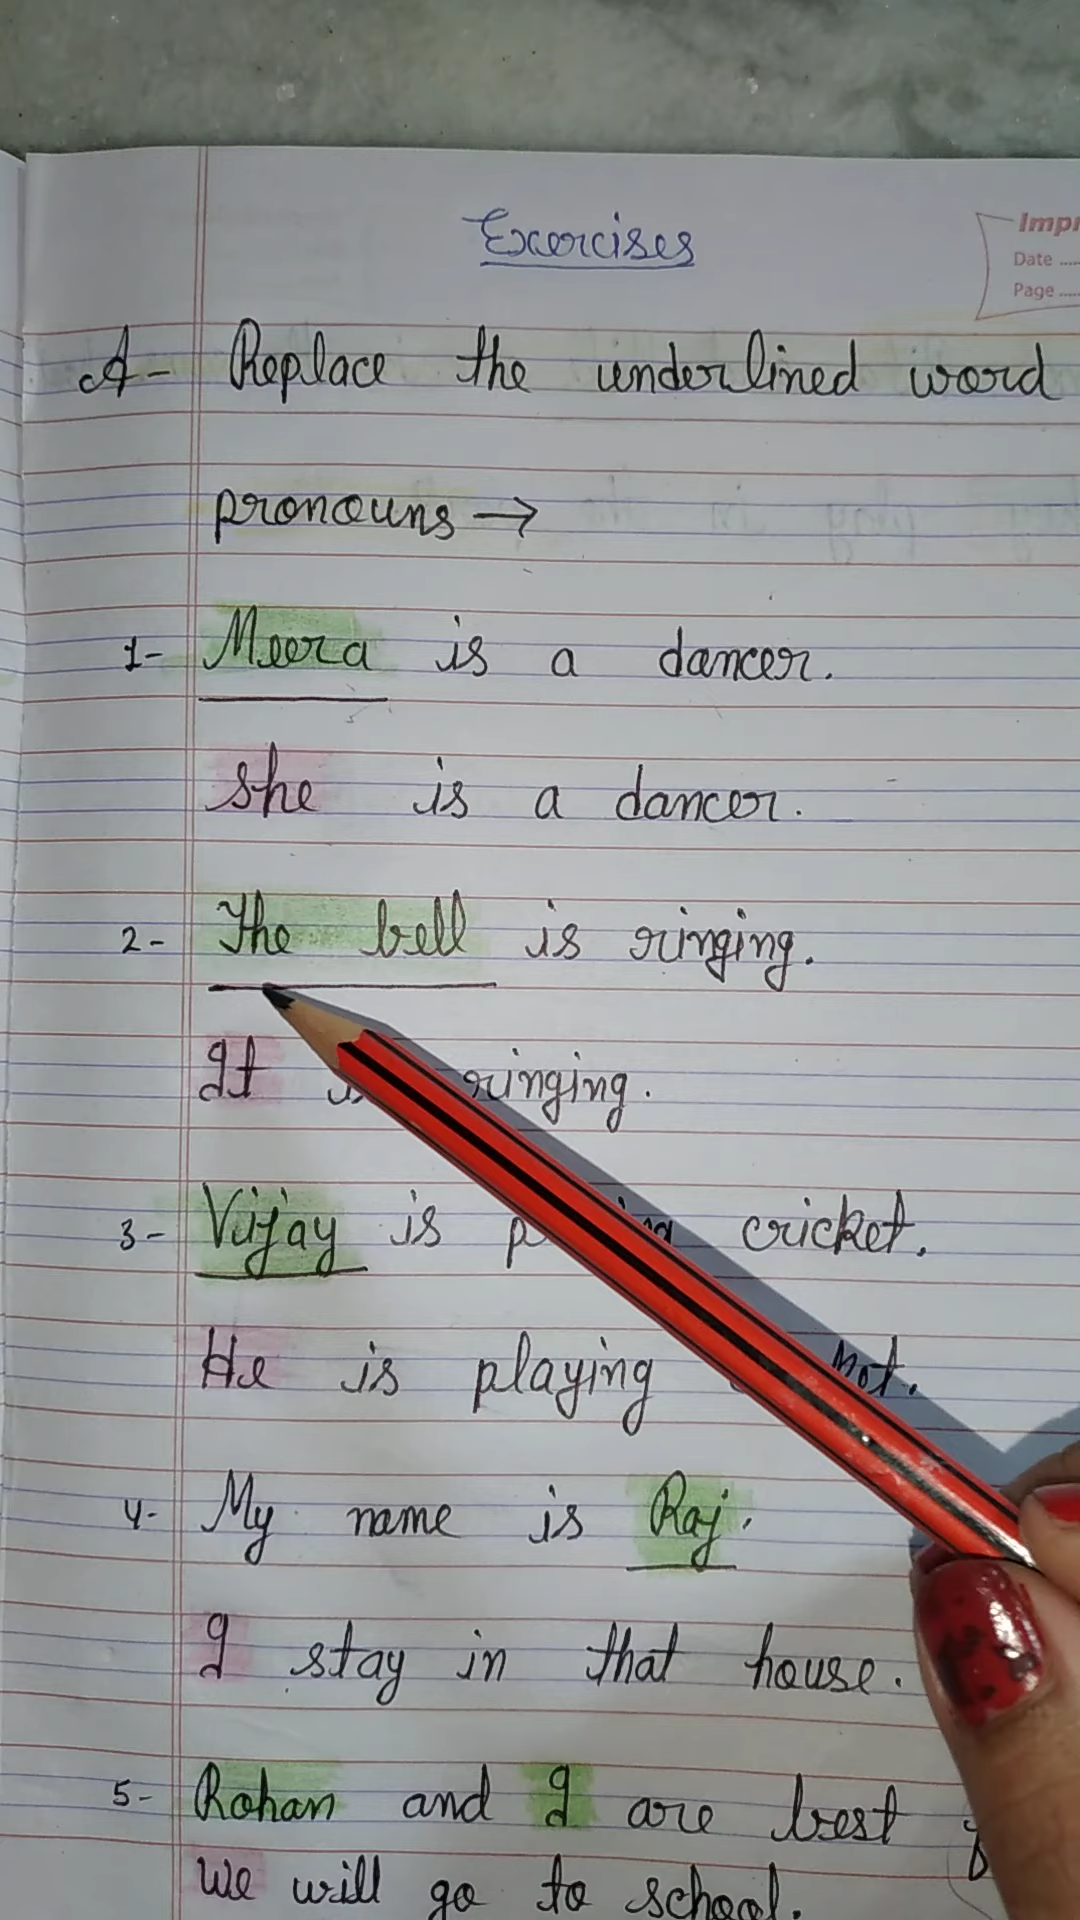 Exercises
Date .....
Page .....
A- Replace the underlined word
pronouns →
1- Meera is a dancer.
she is a dancer.
2- The bell is ringing.
It ringing.
3- Vijay is cricket.
He is playing
4- My name is Raj.
I stay in that house.
5- Rohan and I are best
We will go to school.